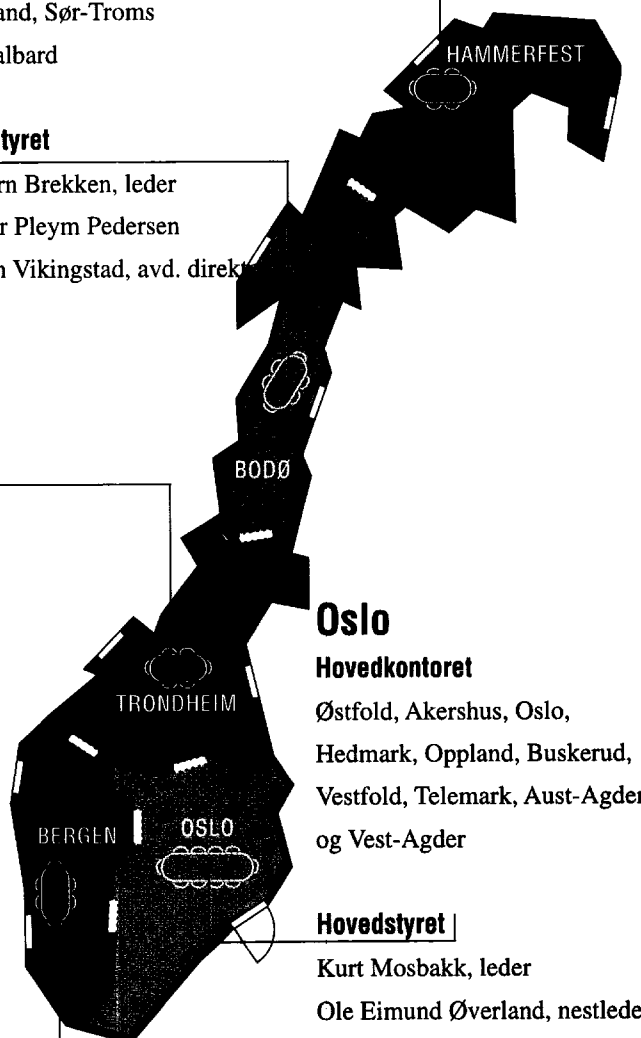 and, Sør-Troms
albard
HAMMERFEST
tyret
rn Brekken, leder
r Pleym Pedersen
n Vikingstad, avd. direkt
BODØ
Oslo
Hovedkontoret
Østfold, Akershus, Oslo,
Hedmark, Oppland, Buskerud,
Vestfold, Telemark, Aust-Agder
og Vest-Agder
TRONDHEIM
BERGEN
OSLO
Hovedstyret
Kurt Mosbakk, leder
Ole Eimund Øverland, nestlede